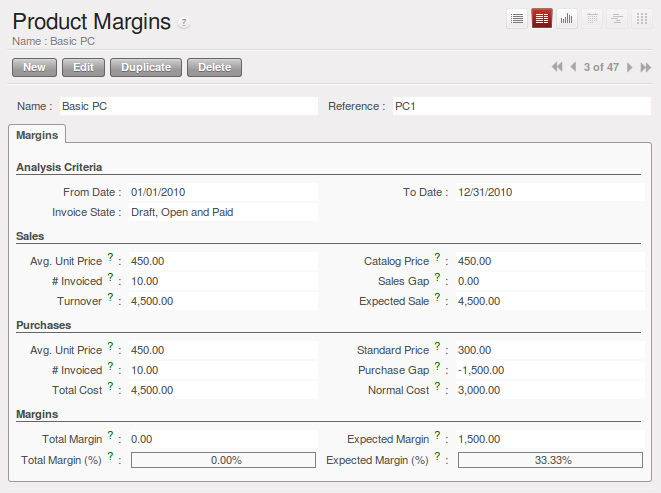 Product Margins ?
Name : Basic PC
New Edit Duplicate Delete 3 of 47
Name : Basic PC Reference : PC1
Margins
Analysis Criteria
From Date : 01/01/2010 To Date : 12/31/2010
Invoice State : Draft, Open and Paid
Sales
Avg. Unit Price ? : 450.00 Catalog Price ? : 450.00
# Invoiced ? : 10.00 Sales Gap ? : 0.00
Turnover ? : 4,500.00 Expected Sale ? : 4,500.00
Purchases
Avg. Unit Price ? : 450.00 Standard Price ? : 300.00
# Invoiced ? : 10.00 Purchase Gap ? : -1,500.00
Total Cost ? : 4,500.00 Normal Cost ? : 3,000.00
Margins
Total Margin ? : 0.00 Expected Margin ? : 1,500.00
Total Margin (%) ? : 0.00% Expected Margin (%) ? : 33.33%